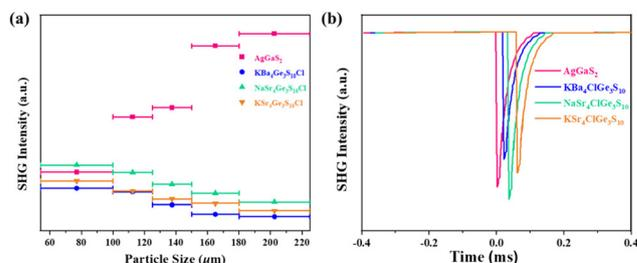 (a)
SHG Intensity (a.u.)
AgGaS₂
KBa₄Ge₃S₁₀Cl
NaSr₄Ge₃S₁₀Cl
KSr₄Ge₃S₁₀Cl
60 80 100 120 140 160 180 200 220
Particle Size (μm)
(b)
SHG Intensity (a.u.)
AgGaS₂
KBa₄ClGe₃S₁₀
NaSr₄ClGe₃S₁₀
KSr₄ClGe₃S₁₀
-0.4 -0.2 0.0 0.2 0.4
Time (ms)